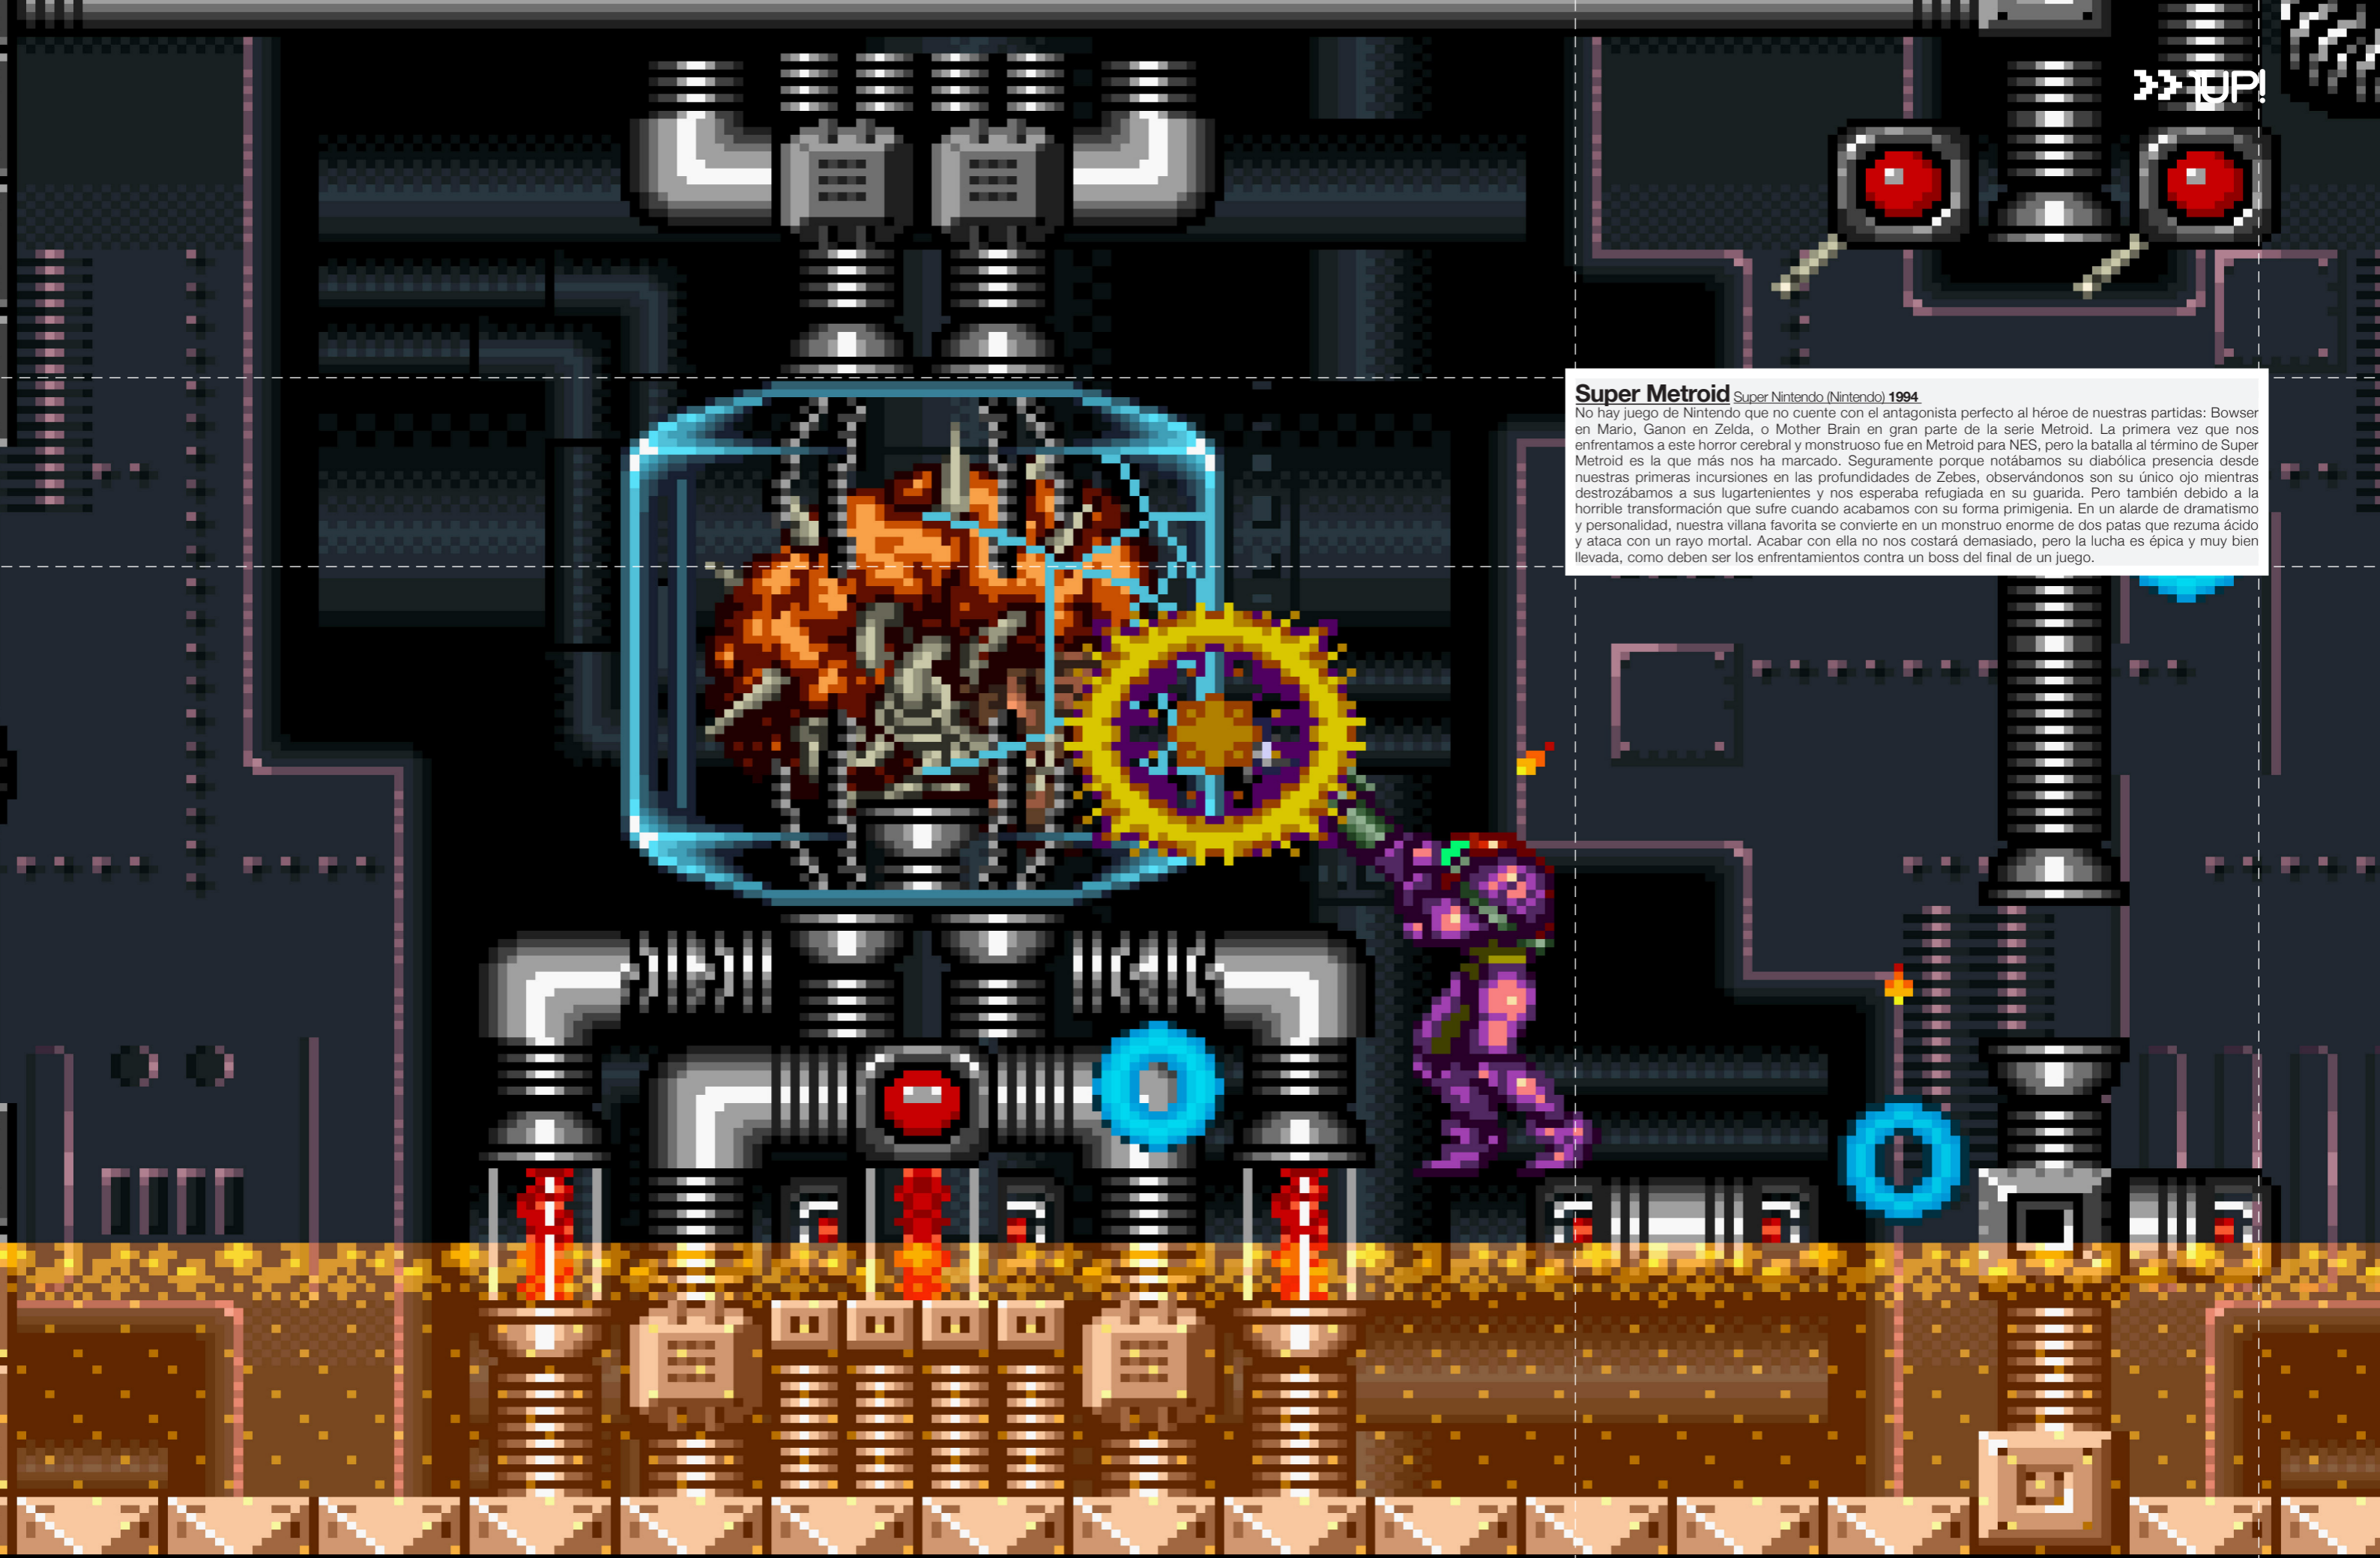 1UP!
Super Metroid Super Nintendo (Nintendo) 1994
No hay juego de Nintendo que no cuente con el antagonista perfecto al héroe de nuestras partidas: Bowser
en Mario, Ganon en Zelda, o Mother Brain en gran parte de la serie Metroid. La primera vez que nos
enfrentamos a este horror cerebral y monstruoso fue en Metroid para NES, pero la batalla al término de Super
Metroid es la que más nos ha marcado. Seguramente porque notábamos su diabólica presencia desde
nuestras primeras incursiones en las profundidades de Zebes, observándonos son su único ojo mientras
destrozábamos a sus lugartenientes y nos esperaba refugiada en su guarida. Pero también debido a la
horrible transformación que sufre cuando acabamos con su forma primigenia. En un alarde de dramatismo
y personalidad, nuestra villana favorita se convierte en un monstruo enorme de dos patas que rezuma ácido
y ataca con un rayo mortal. Acabar con ella no nos costará demasiado, pero la lucha es épica y muy bien
llevada, como deben ser los enfrentamientos contra un boss del final de un juego.